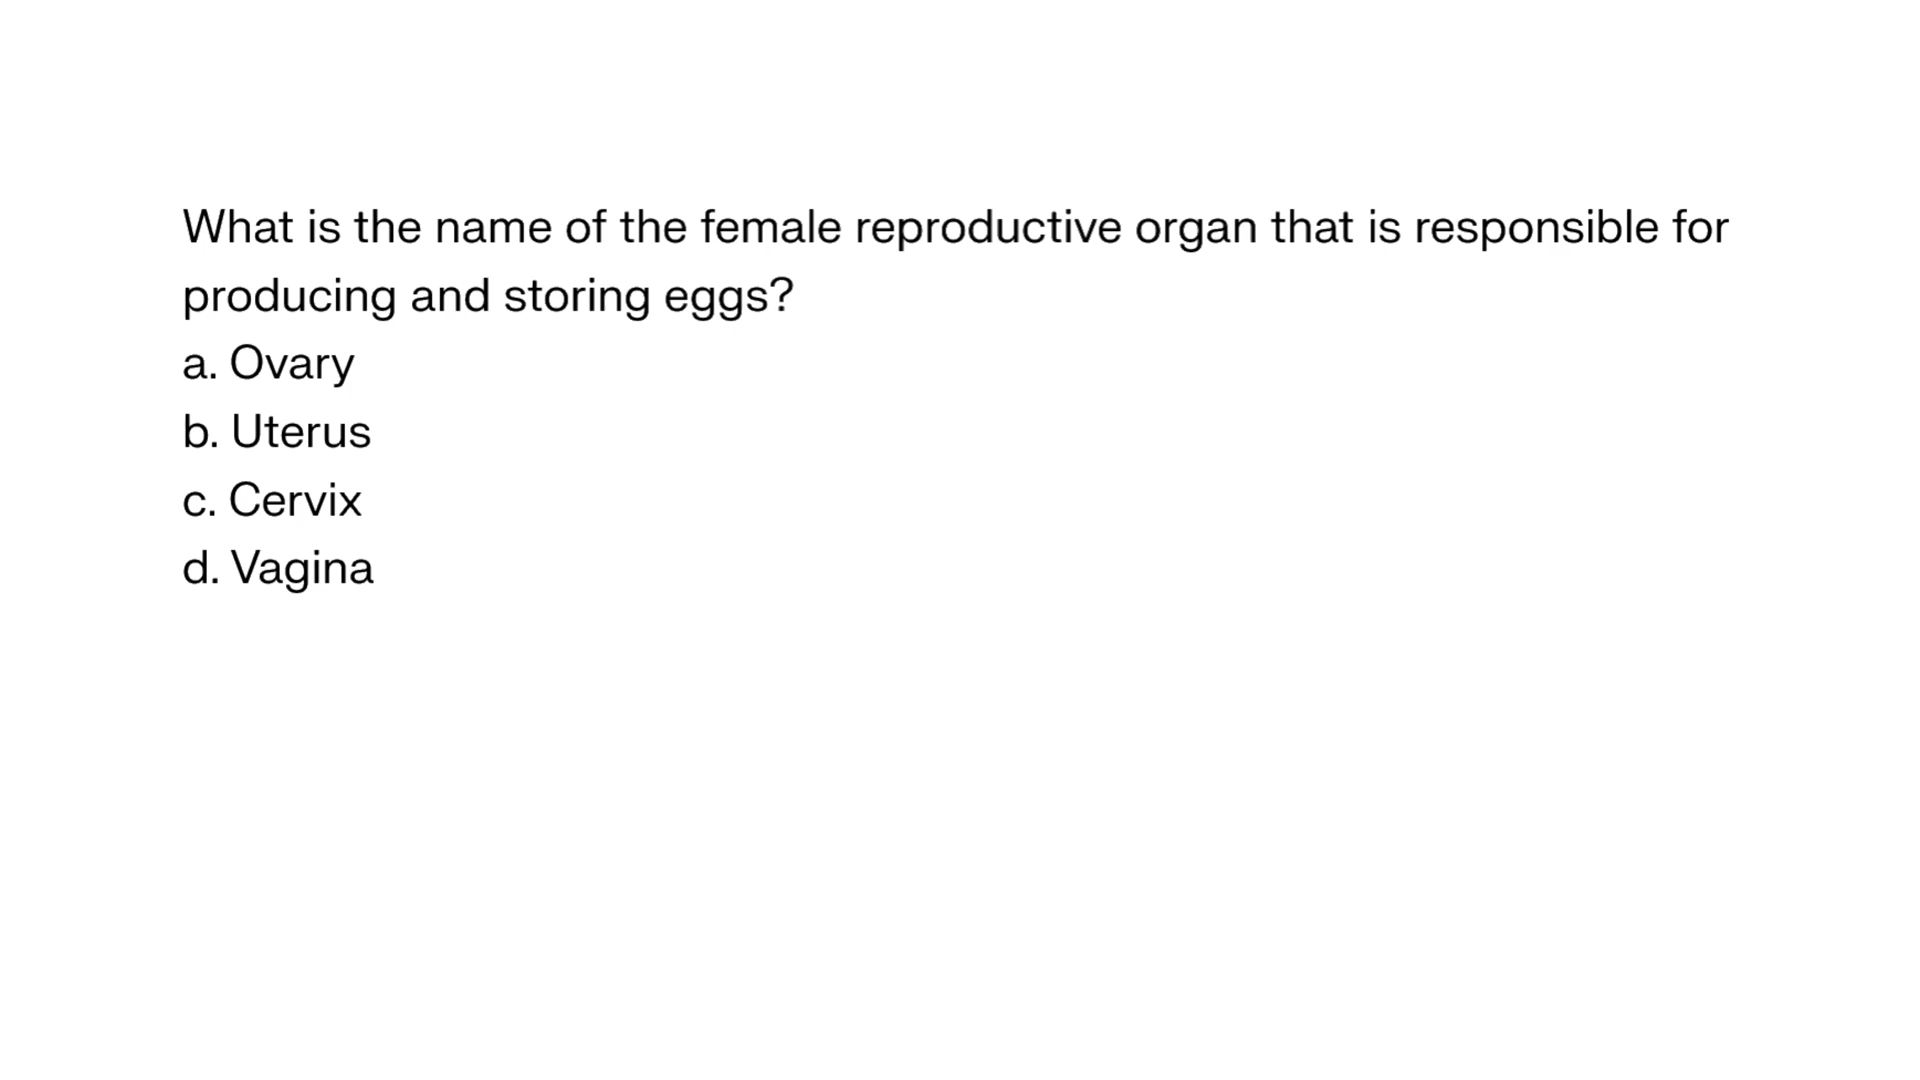 What is the name of the female reproductive organ that is responsible for
producing and storing eggs?
a. Ovary
b. Uterus
c. Cervix
d. Vagina